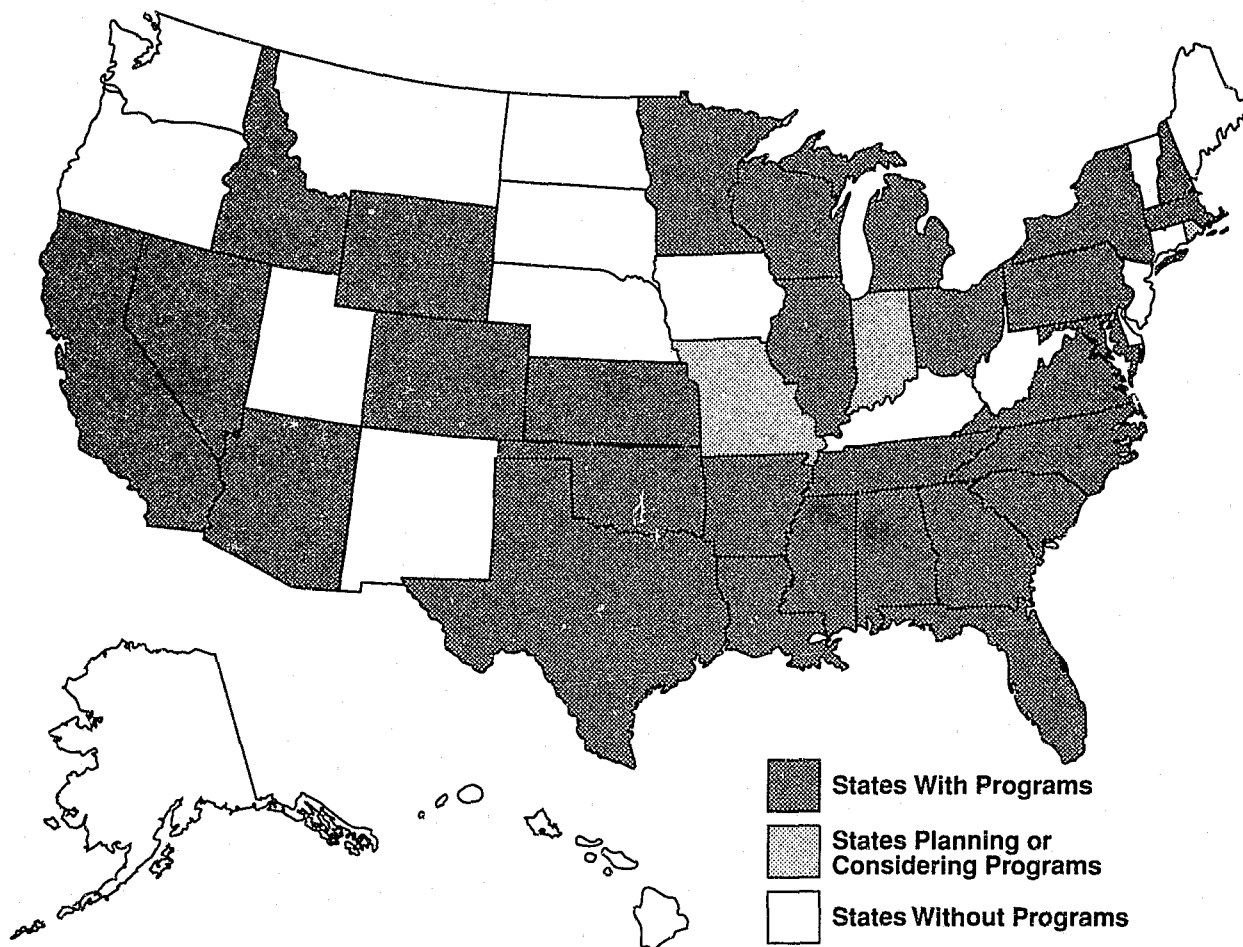 States With Programs
States Planning or
Considering Programs
States Without Programs